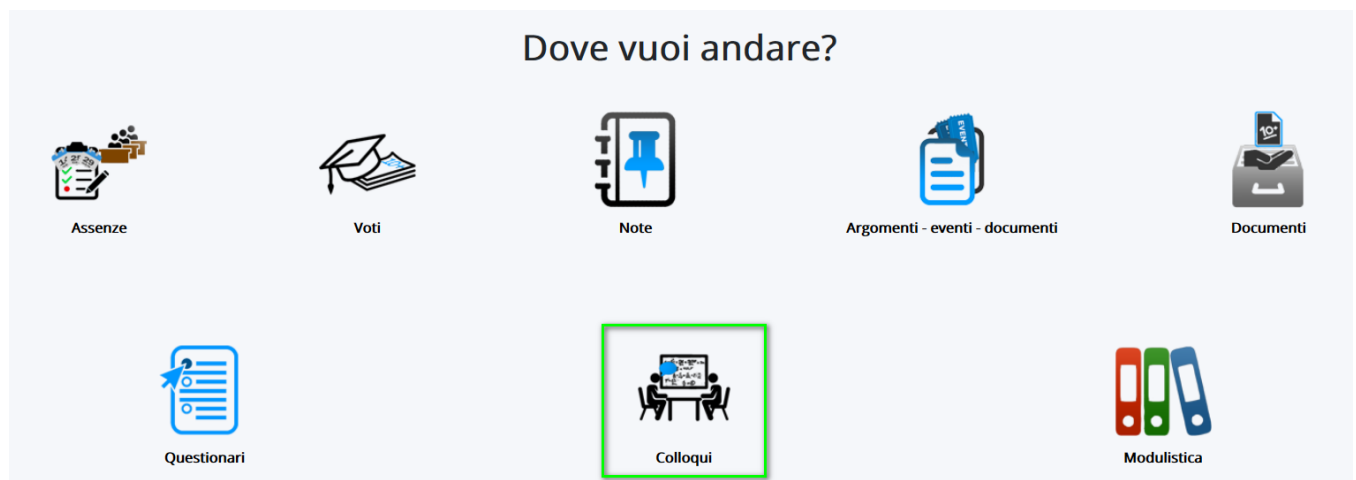 Dove vuoi andare?
Assenze
Voti
Note
Argomenti - eventi - documenti
Documenti
Questionari
Colloqui
Modulistica